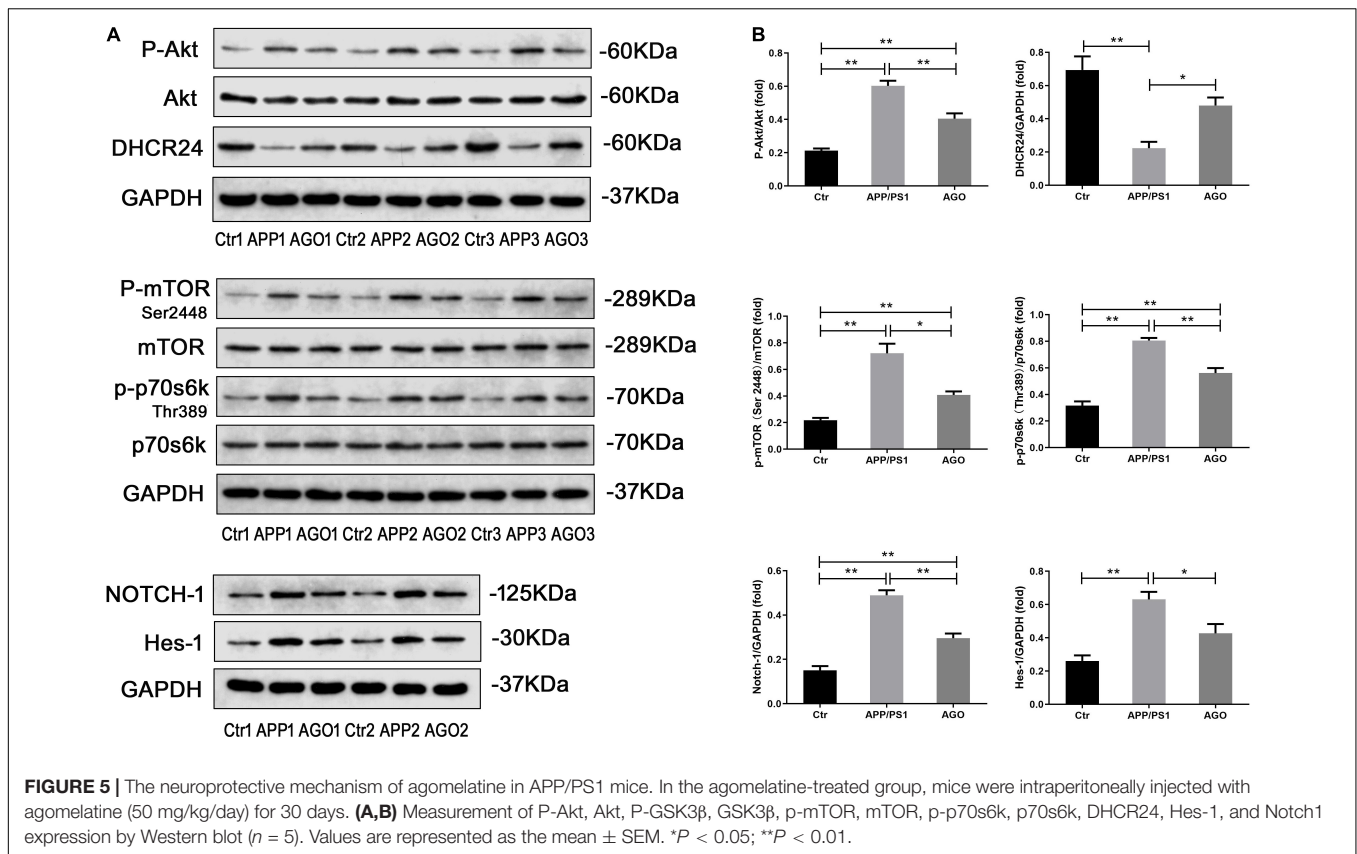 A
P-Akt
-60KDa
Akt
-60KDa
DHCR24
-60KDa
GAPDH
-37KDa
Ctr1 APP1 AGO1 Ctr2 APP2 AGO2 Ctr3 APP3 AGO3
P-mTOR
Ser2448
-289KDa
mTOR
-289KDa
p-p70s6k
Thr389
-70KDa
p70s6k
-70KDa
GAPDH
-37KDa
Ctr1 APP1 AGO1 Ctr2 APP2 AGO2 Ctr3 APP3 AGO3
NOTCH-1
-125KDa
Hes-1
-30KDa
GAPDH
-37KDa
Ctr1 APP1 AGO1 Ctr2 APP2 AGO2
B
P-Akt/Akt (fold)
0.8
0.6
0.4
0.2
0.0
**
** **
Ctr APP/PS1 AGO
DHCR24/GAPDH (fold)
0.8
0.6
0.4
0.2
0.0
**
*
Ctr APP/PS1 AGO
p-mTOR (Ser 2448)/mTOR (fold)
1.0
0.8
0.6
0.4
0.2
0.0
**
** *
Ctr APP/PS1 AGO
p-p70s6k (Thr389)/p70s6k (fold)
1.0
0.8
0.6
0.4
0.2
0.0
**
** **
Ctr APP/PS1 AGO
Notch-1/GAPDH (fold)
0.6
0.4
0.2
0.0
**
** **
Ctr APP/PS1 AGO
Hes-1/GAPDH (fold)
0.8
0.6
0.4
0.2
0.0
** *
Ctr APP/PS1 AGO
FIGURE 5 | The neuroprotective mechanism of agomelatine in APP/PS1 mice. In the agomelatine-treated group, mice were intraperitoneally injected with
agomelatine (50 mg/kg/day) for 30 days. (A,B) Measurement of P-Akt, Akt, P-GSK3β, GSK3β, p-mTOR, mTOR, p-p70s6k, p70s6k, DHCR24, Hes-1, and Notch1
expression by Western blot (n = 5). Values are represented as the mean ± SEM. *P < 0.05; **P < 0.01.